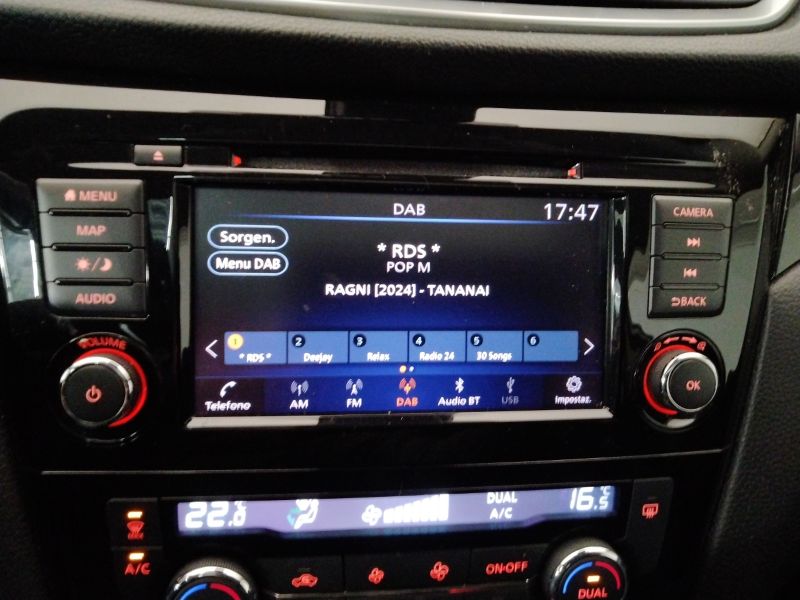 MENU
MAP
AUDIO
VOLUME
DAB
17:47
Sorgen.
Menu DAB
* RDS *
POP M
RAGNI [2024] - TANANAI
1
* RDS *
2
Deejay
3
Relax
4
Radio 24
5
30 Songs
6
Telefono
AM
FM
DAB
Audio BT
USB
Impostaz.
CAMERA
BACK
OK
22.0°C
DUAL
A/C
16.5°C
A/C
ON·OFF
DUAL